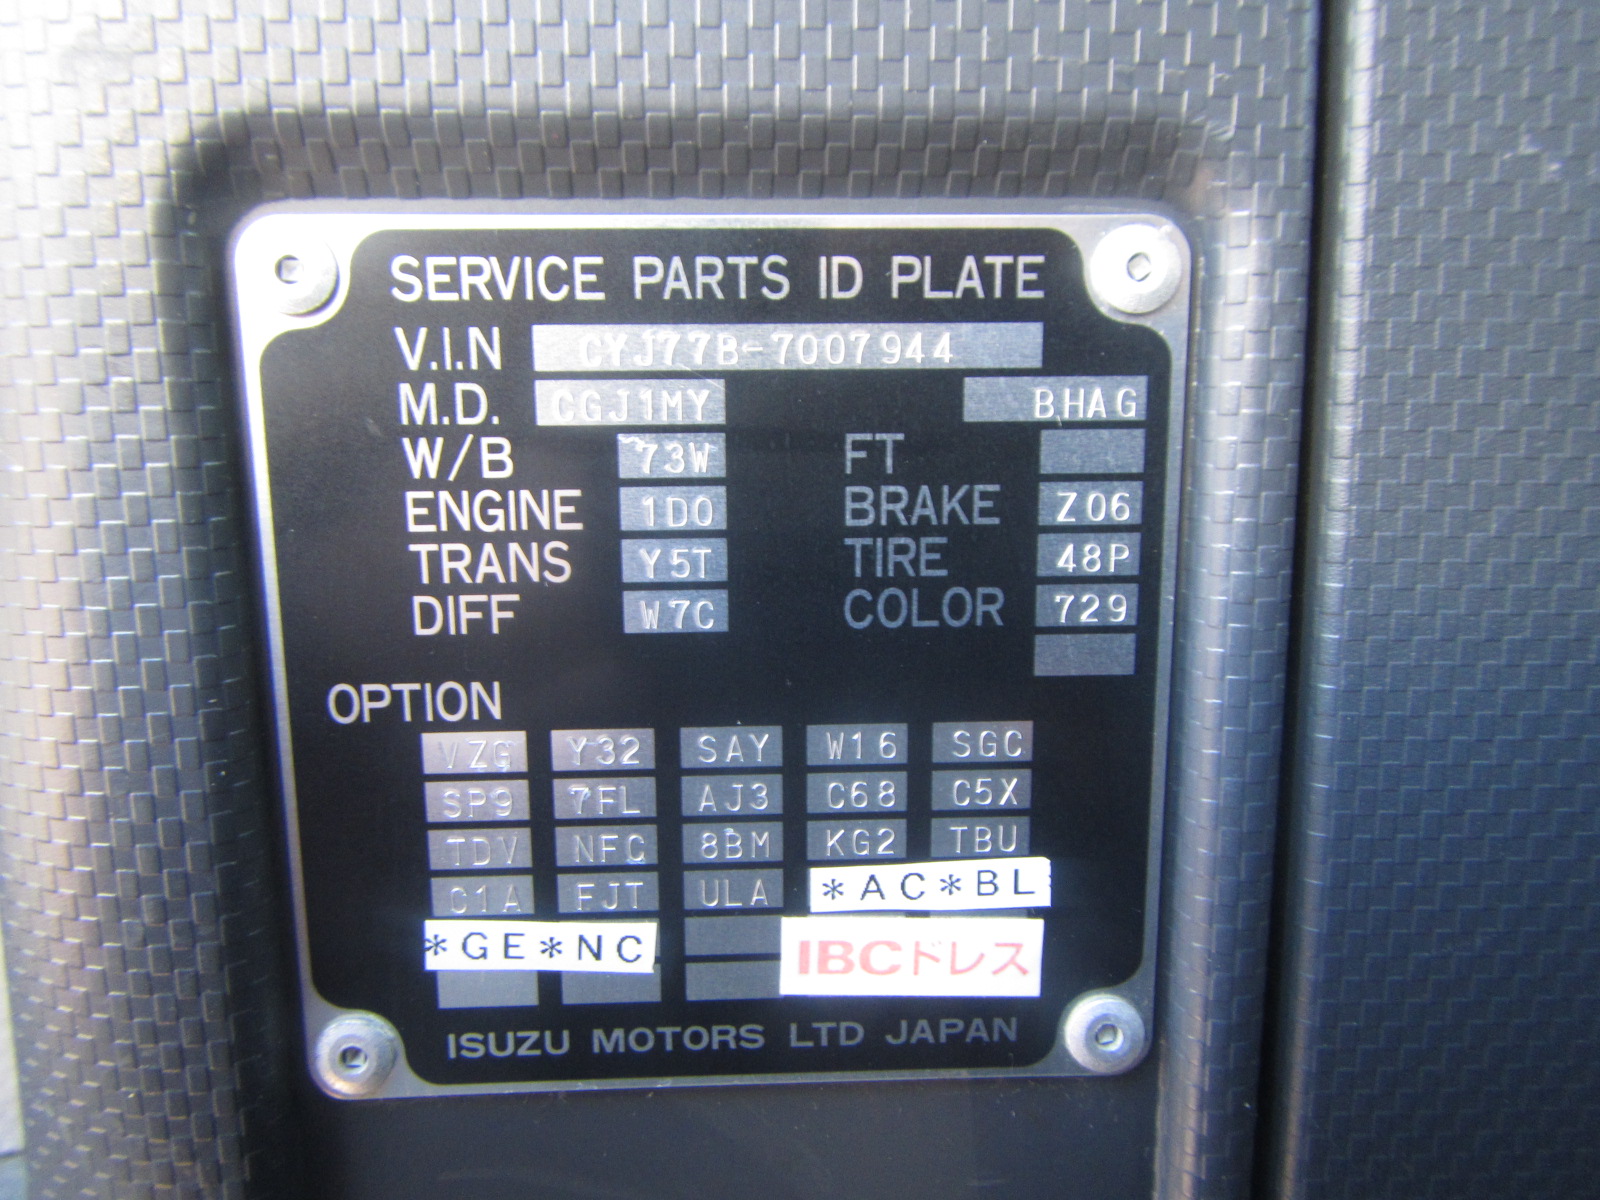 SERVICE PARTS ID PLATE
V.I.N CYJ77B-7007944
M.D. CGJ1MY BHAG
W/B 73W FT
ENGINE 1D0 BRAKE Z06
TRANS Y5T TIRE 48P
DIFF W7C COLOR 729
OPTION
VZG Y32 SAY W16 SGC
SP9 7FL AJ3 C68 C5X
TDV NFC 8BM KG2 TBU
C1A FJT ULA *AC*BL
*GE*NC IBCドレス
ISUZU MOTORS LTD JAPAN